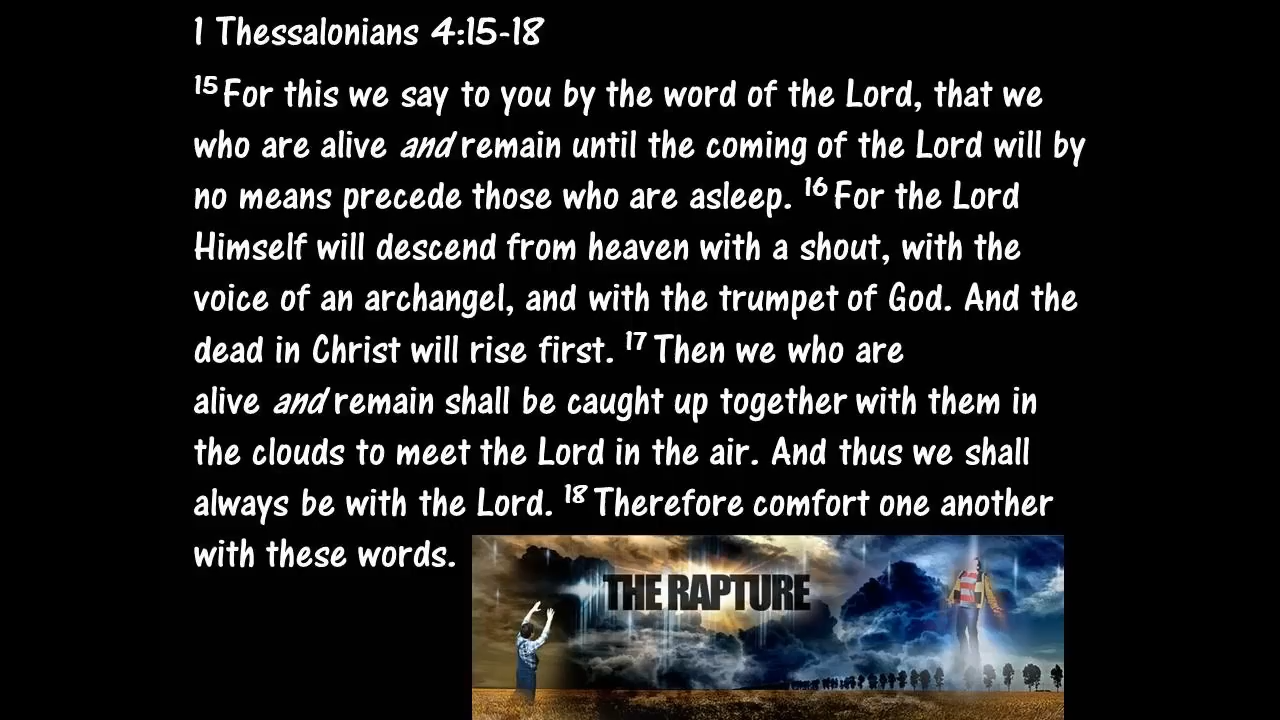 1 Thessalonians 4:15-18
15 For this we say to you by the word of the Lord, that we
who are alive and remain until the coming of the Lord will by
no means precede those who are asleep. 16 For the Lord
Himself will descend from heaven with a shout, with the
voice of an archangel, and with the trumpet of God. And the
dead in Christ will rise first. 17 Then we who are
alive and remain shall be caught up together with them in
the clouds to meet the Lord in the air. And thus we shall
always be with the Lord. 18 Therefore comfort one another
with these words.
THE RAPTURE